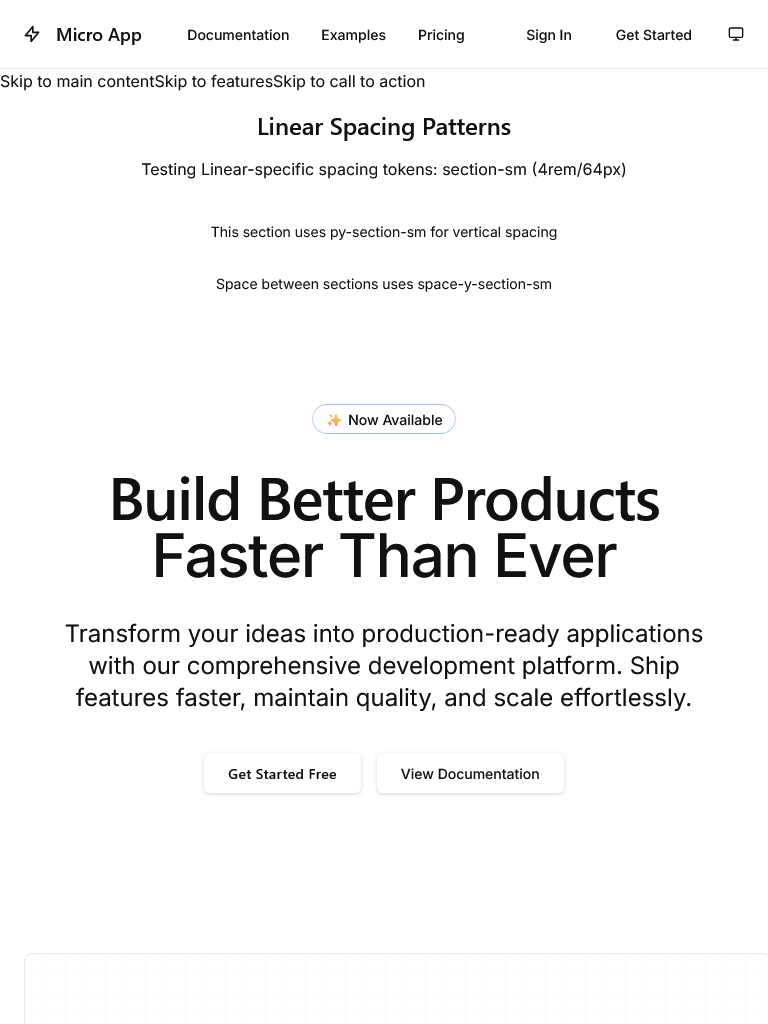 Micro App Documentation Examples Pricing Sign In Get Started
Skip to main contentSkip to featuresSkip to call to action
Linear Spacing Patterns
Testing Linear-specific spacing tokens: section-sm (4rem/64px)
This section uses py-section-sm for vertical spacing
Space between sections uses space-y-section-sm
✨ Now Available
Build Better Products
Faster Than Ever
Transform your ideas into production-ready applications
with our comprehensive development platform. Ship
features faster, maintain quality, and scale effortlessly.
Get Started Free View Documentation